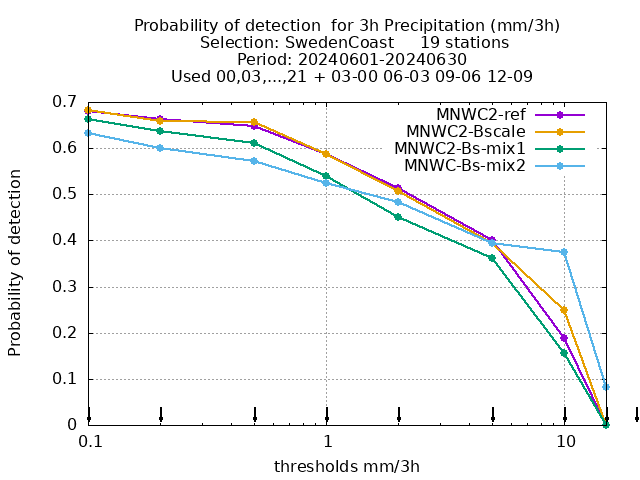 Probability of detection  for 3h Precipitation (mm/3h)
Selection: SwedenCoast     19 stations
Period: 20240601-20240630
Used 00,03,...,21 + 03-00 06-03 09-06 12-09
MNWC2-ref
MNWC2-Bscale
MNWC2-Bs-mix1
MNWC-Bs-mix2
Probability of detection
0.7
0.6
0.5
0.4
0.3
0.2
0.1
0
0.1 1 10
thresholds mm/3h